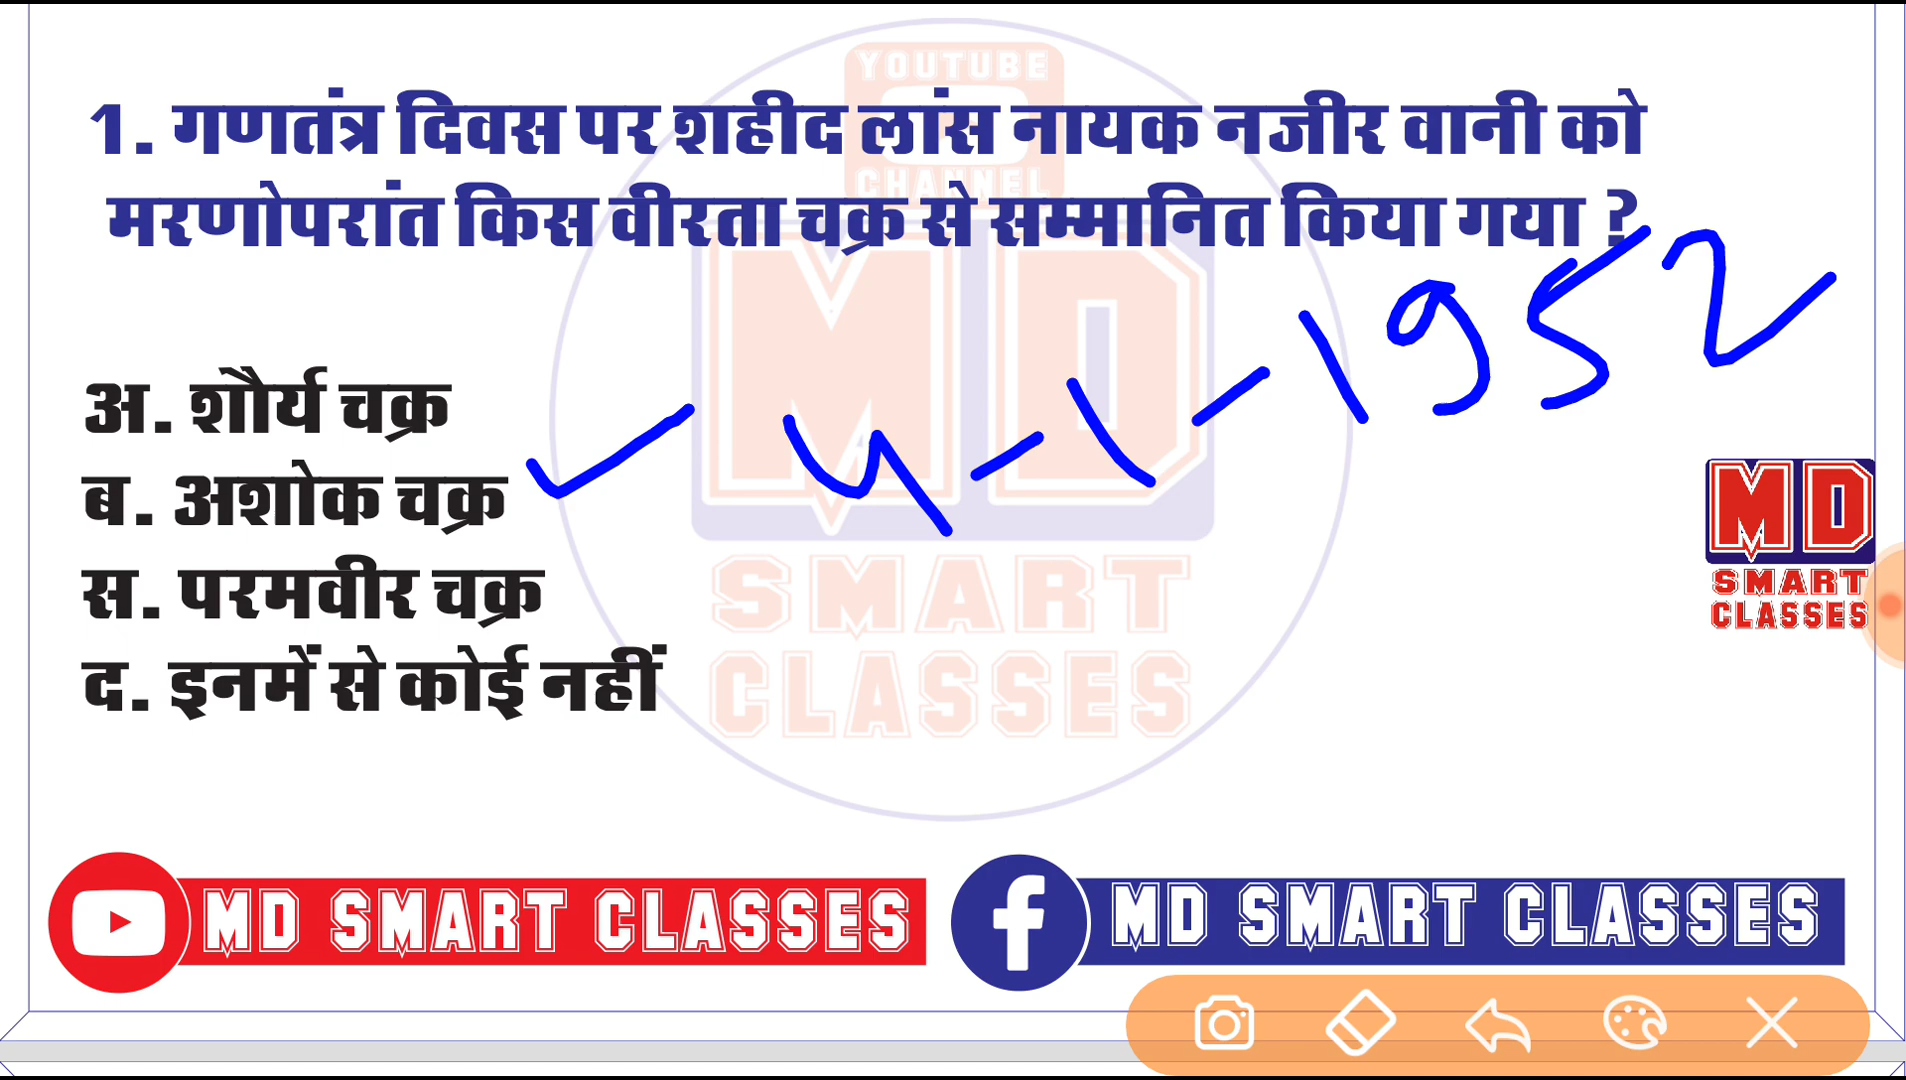 YOUTUBE
CHANNEL
1. गणतंत्र दिवस पर शहीद लांस नायक नजीर वानी को
मरणोपरांत किस वीरता चक्र से सम्मानित किया गया ?
4-1-1952
अ. शौर्य चक्र
ब. अशोक चक्र
स. परमवीर चक्र
द. इनमें से कोई नहीं
MD
SMART
CLASSES
MD
SMART
CLASSES
MD SMART CLASSES
f MD SMART CLASSES